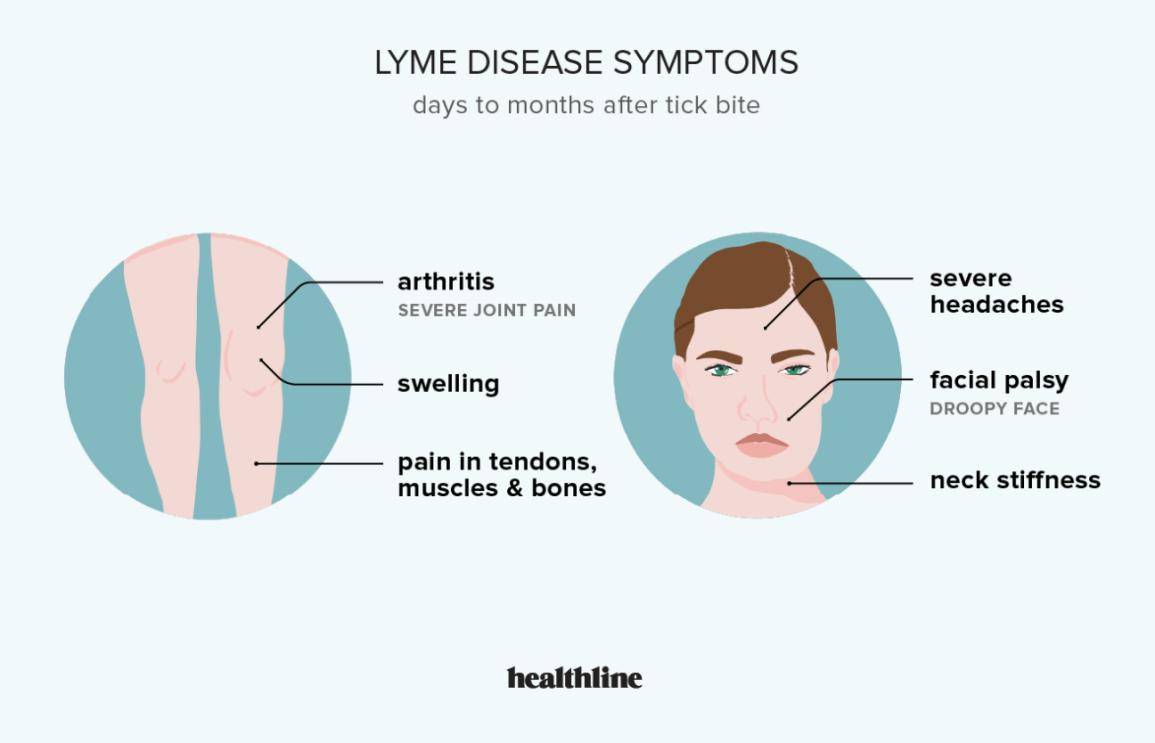 LYME DISEASE SYMPTOMS
days to months after tick bite
arthritis
SEVERE JOINT PAIN
swelling
pain in tendons,
muscles & bones
severe
headaches
facial palsy
DROOPY FACE
neck stiffness
healthline